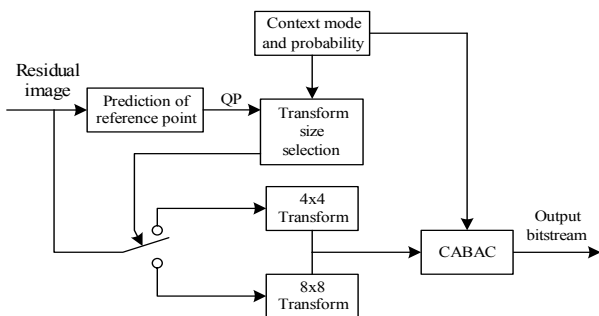 Context mode
and probability
Residual
image
Prediction of
reference point
QP
Transform
size
selection
4x4
Transform
Output
bitstream
CABAC
8x8
Transform